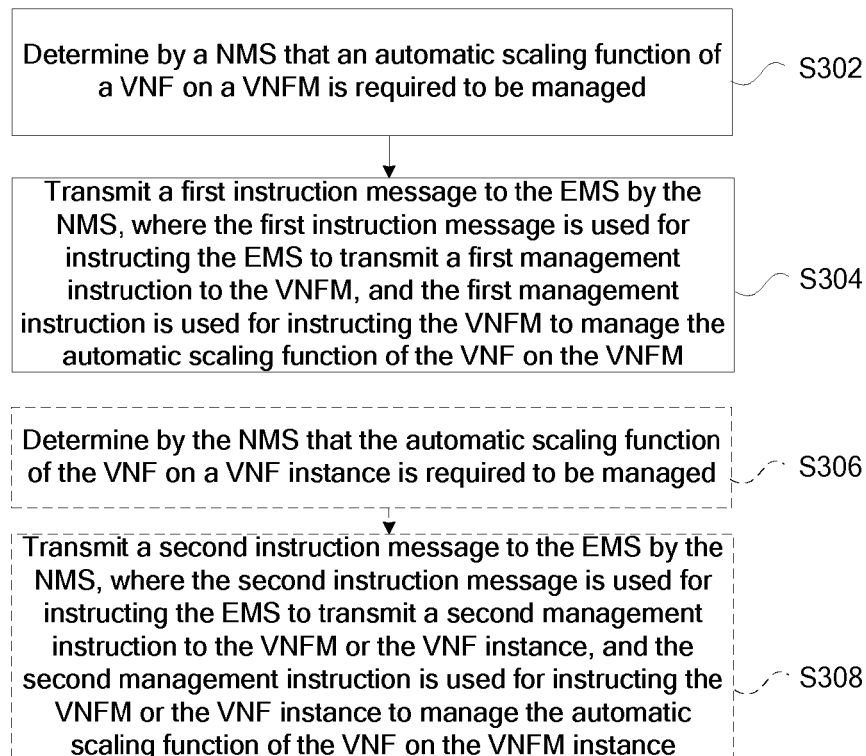 Determine by a NMS that an automatic scaling function of
a VNF on a VNFM is required to be managed
S302
Transmit a first instruction message to the EMS by the
NMS, where the first instruction message is used for
instructing the EMS to transmit a first management
instruction to the VNFM, and the first management
instruction is used for instructing the VNFM to manage the
automatic scaling function of the VNF on the VNFM
S304
Determine by the NMS that the automatic scaling function
of the VNF on a VNF instance is required to be managed
S306
Transmit a second instruction message to the EMS by the
NMS, where the second instruction message is used for
instructing the EMS to transmit a second management
instruction to the VNFM or the VNF instance, and the
second management instruction is used for instructing the
VNFM or the VNF instance to manage the automatic
scaling function of the VNF on the VNFM instance
S308